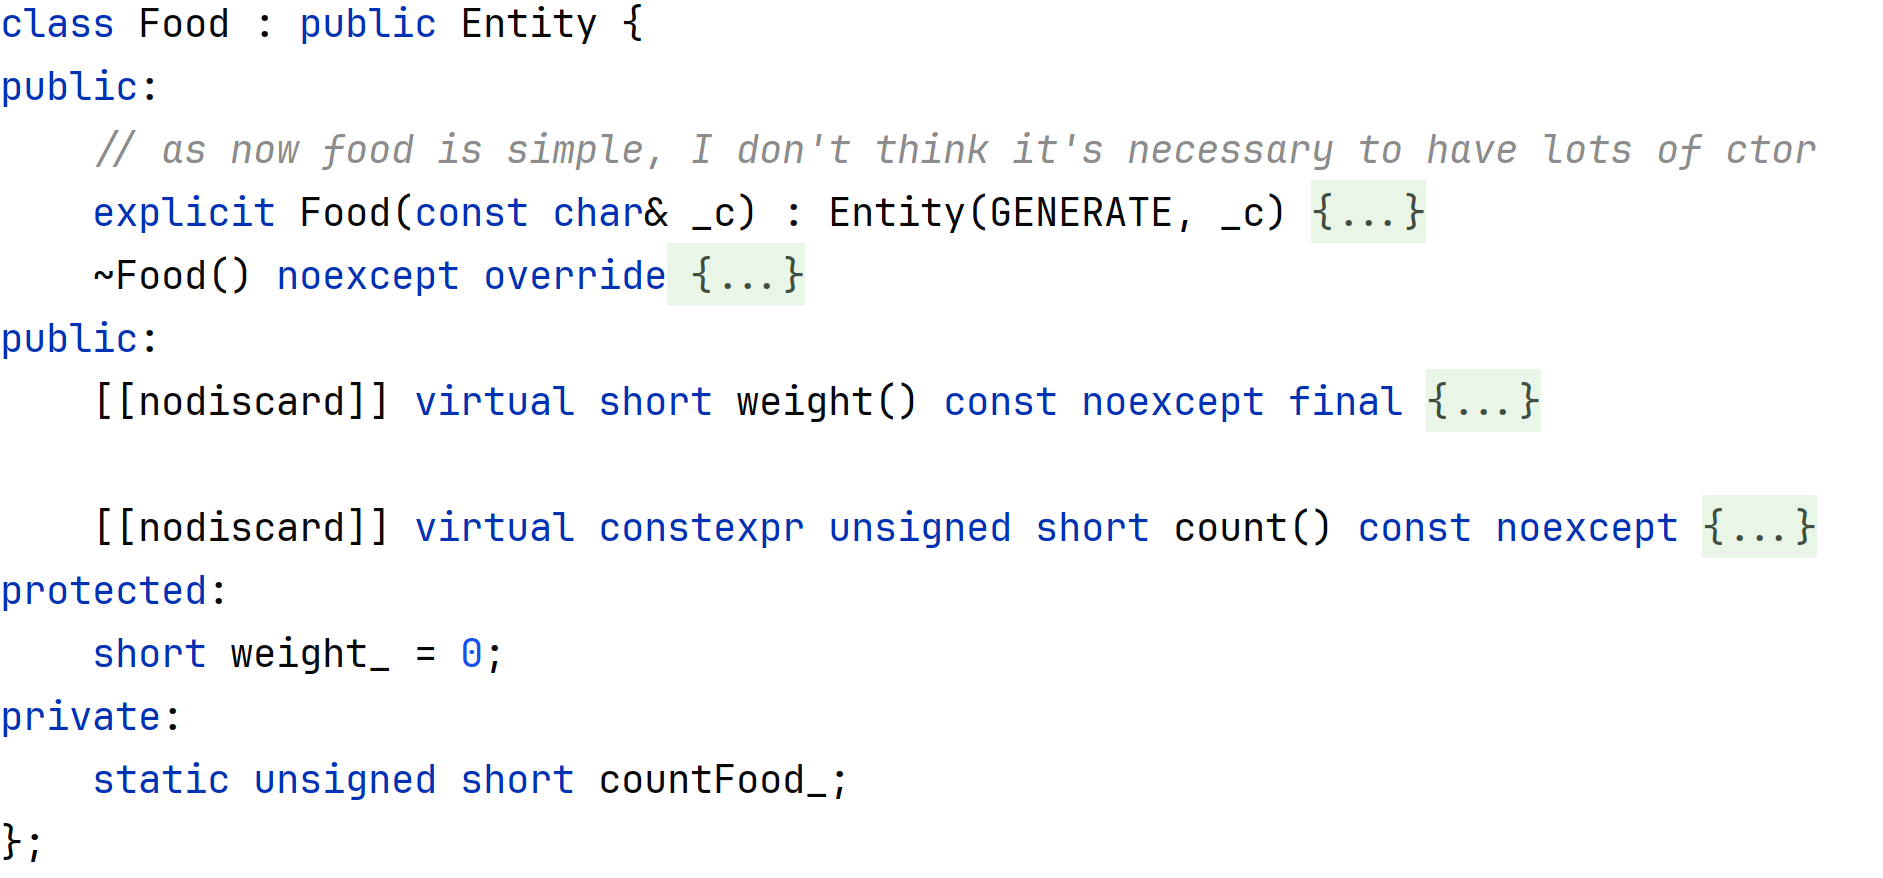 class Food : public Entity {
public:
    // as now food is simple, I don't think it's necessary to have lots of ctor
    explicit Food(const char& _c) : Entity(GENERATE, _c) {...}
    ~Food() noexcept override {...}
public:
    [[nodiscard]] virtual short weight() const noexcept final {...}
    [[nodiscard]] virtual constexpr unsigned short count() const noexcept {...}
protected:
    short weight_ = 0;
private:
    static unsigned short countFood_;
};